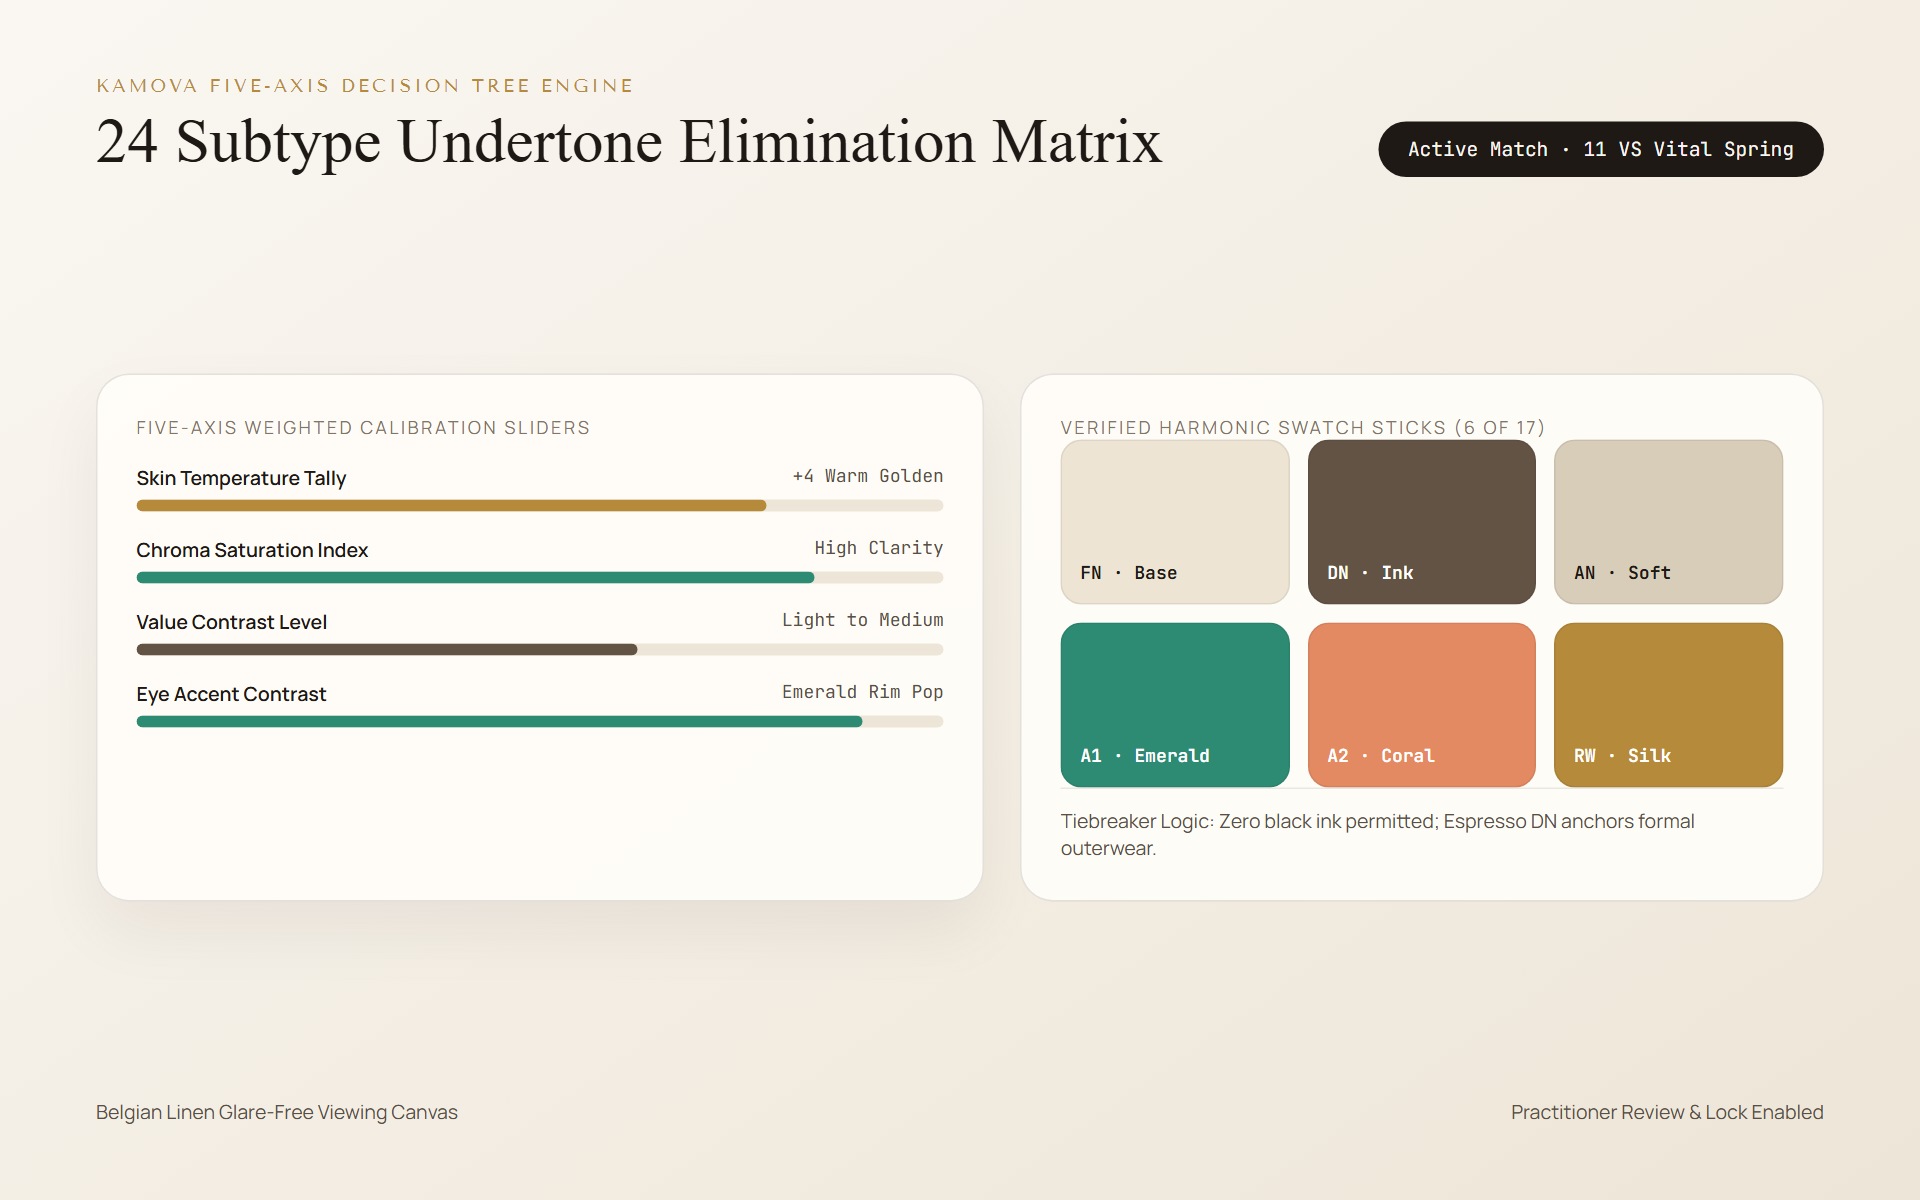 KAMOVA FIVE-AXIS DECISION TREE ENGINE
24 Subtype Undertone Elimination Matrix
Active Match · 11 VS Vital Spring
FIVE-AXIS WEIGHTED CALIBRATION SLIDERS
Skin Temperature Tally
+4 Warm Golden
Chroma Saturation Index
High Clarity
Value Contrast Level
Light to Medium
Eye Accent Contrast
Emerald Rim Pop
VERIFIED HARMONIC SWATCH STICKS (6 OF 17)
FN · Base
DN · Ink
AN · Soft
A1 · Emerald
A2 · Coral
RW · Silk
Tiebreaker Logic: Zero black ink permitted; Espresso DN anchors formal
outerwear.
Belgian Linen Glare-Free Viewing Canvas
Practitioner Review & Lock Enabled